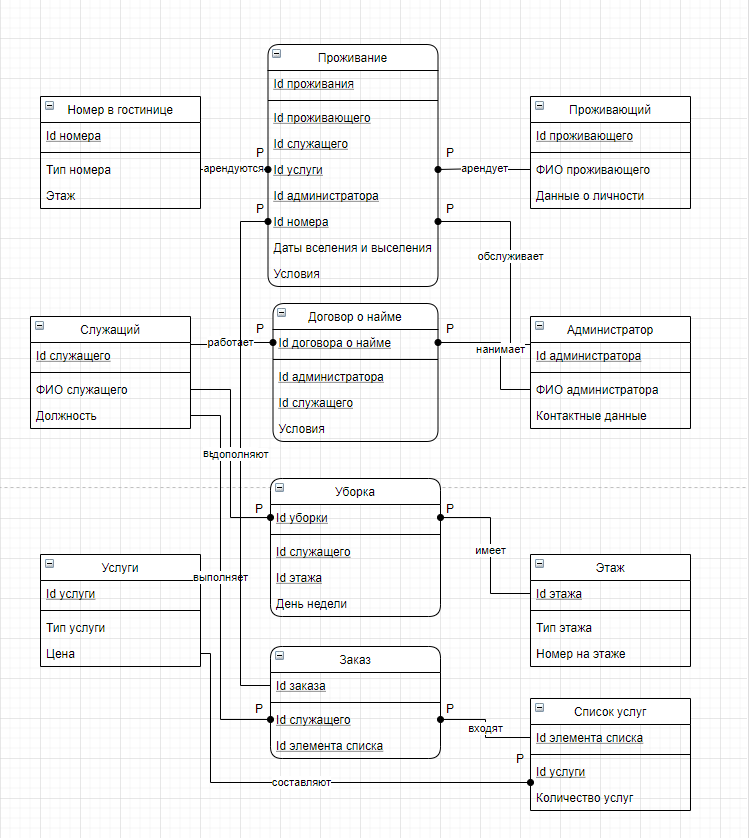 Проживание
Id проживания
Id проживающего
Id служащего
Id услуги
Id администратора
Id номера
Даты вселения и выселения
Условия
Номер в гостинице
Id номера
Тип номера
Этаж
Проживающий
Id проживающего
ФИО проживающего
Данные о личности
P
арендуются
P
P
арендует
P
обслуживает
Служащий
Id служащего
ФИО служащего
Должность
Договор о найме
Id договора о найме
Id администратора
Id служащего
Условия
Администратор
Id администратора
ФИО администратора
Контактные данные
P
работает
P
нанимает
дополняют
Уборка
Id уборки
Id служащего
Id этажа
День недели
P
P
имеет
Услуги
Id услуги
Тип услуги
Цена
выполняет
Этаж
Id этажа
Тип этажа
Номер на этаже
Заказ
Id заказа
Id служащего
Id элемента списка
P
P
входят
Список услуг
Id элемента списка
Id услуги
Количество услуг
P
составляют